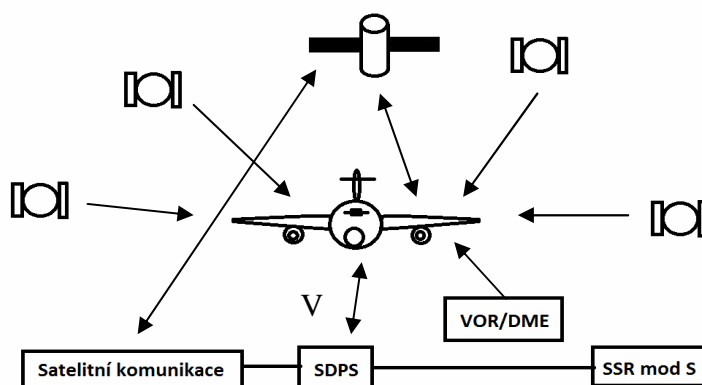 V
VOR/DME
Satelitní komunikace
SDPS
SSR mod S